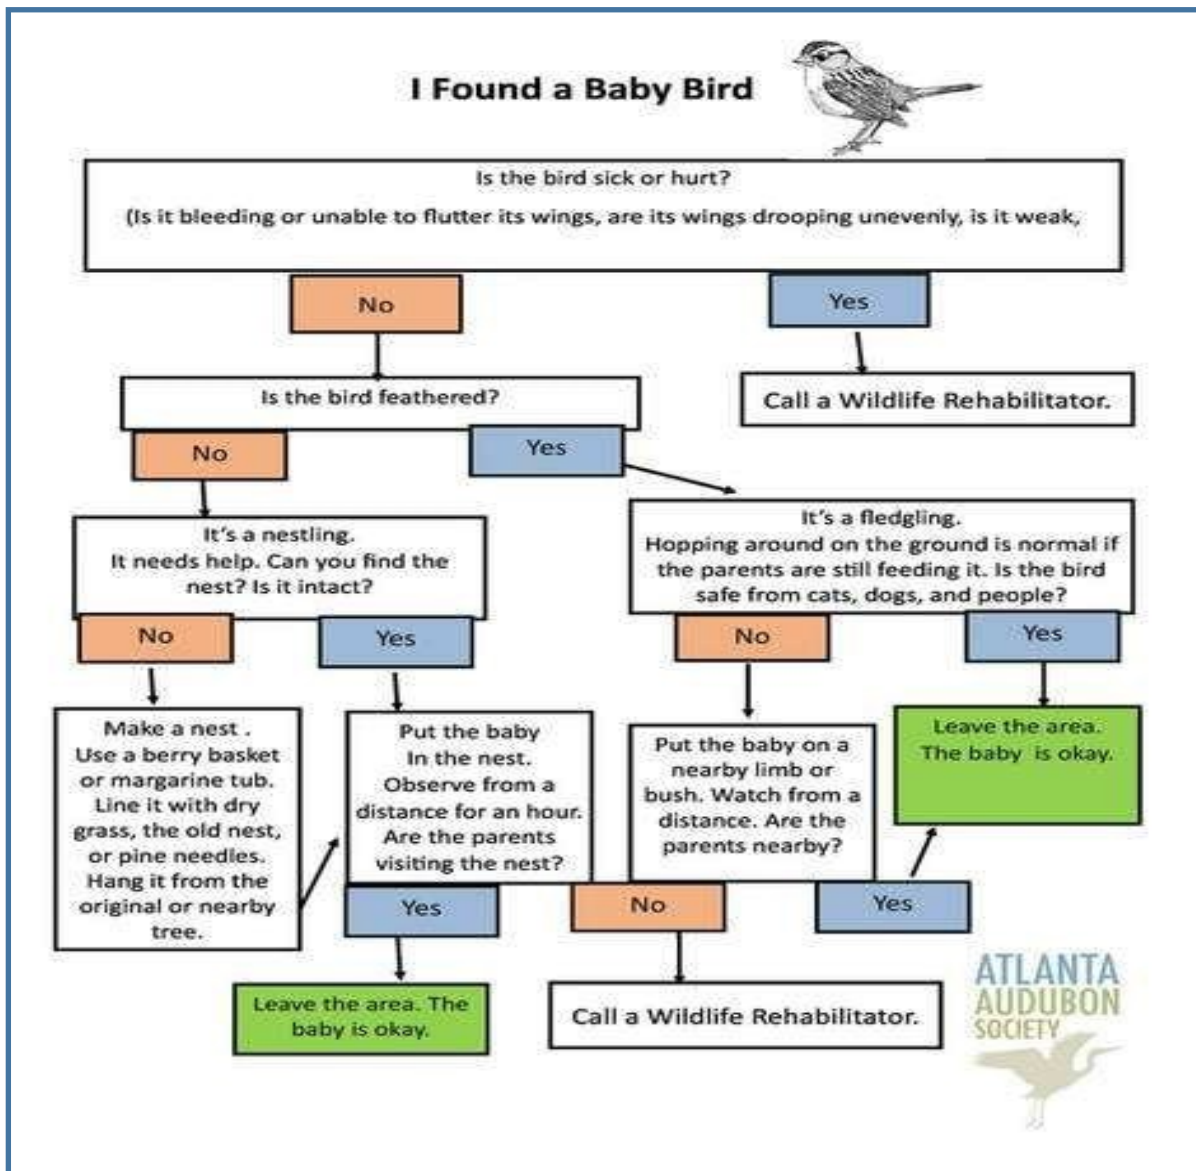 I Found a Baby Bird
Is the bird sick or hurt?
(Is it bleeding or unable to flutter its wings, are its wings drooping unevenly, is it weak,
No
Yes
Is the bird feathered?
Call a Wildlife Rehabilitator.
No
Yes
It's a nestling.
It needs help. Can you find the
nest? Is it intact?
It's a fledgling.
Hopping around on the ground is normal if
the parents are still feeding it. Is the bird
safe from cats, dogs, and people?
No
Yes
No
Yes
Make a nest .
Use a berry basket
or margarine tub.
Line it with dry
grass, the old nest,
or pine needles.
Hang it from the
original or nearby
tree.
Put the baby
In the nest.
Observe from a
distance for an hour.
Are the parents
visiting the nest?
Put the baby on a
nearby limb or
bush. Watch from a
distance. Are the
parents nearby?
Leave the area.
The baby is okay.
Yes
No
Yes
Leave the area. The
baby is okay.
Call a Wildlife Rehabilitator.
ATLANTA
AUDUBON
SOCIETY